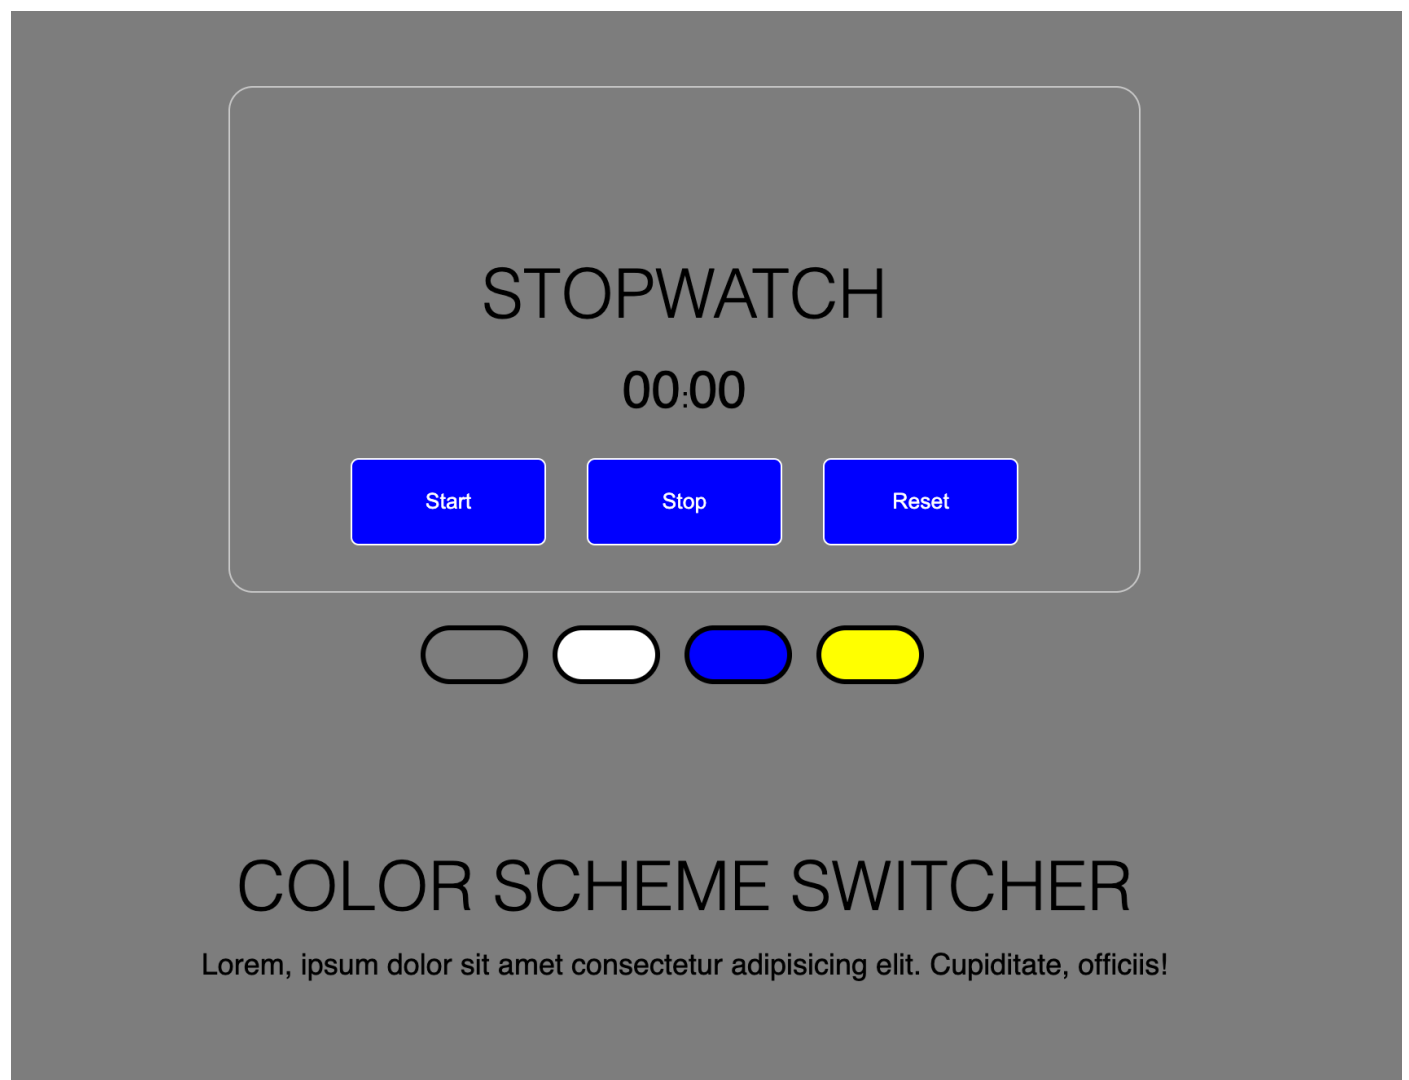 STOPWATCH
00:00
Start Stop Reset
COLOR SCHEME SWITCHER
Lorem, ipsum dolor sit amet consectetur adipisicing elit. Cupiditate, officiis!